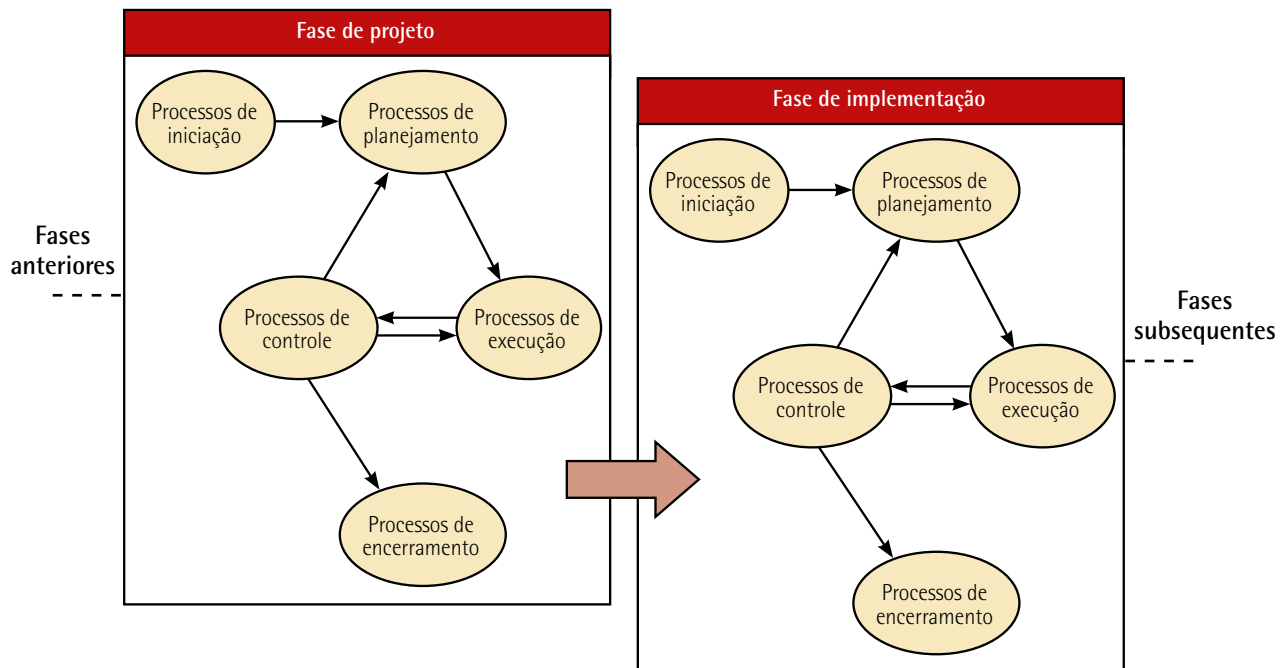 Fase de projeto
Processos de
iniciação
Processos de
planejamento
Fases
anteriores
Processos de
controle
Processos de
execução
Processos de
encerramento
Fase de implementação
Processos de
iniciação
Processos de
planejamento
Processos de
controle
Processos de
execução
Processos de
encerramento
Fases
subsequentes